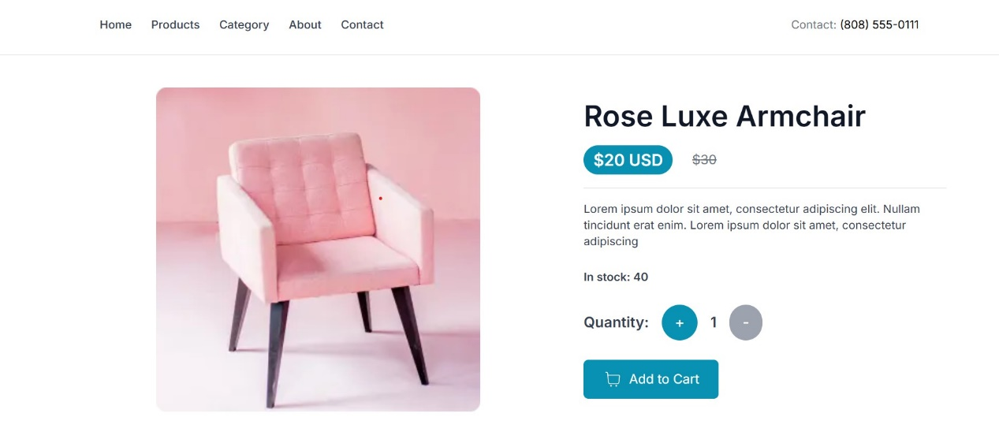 Home Products Category About Contact Contact: (808) 555-0111
Rose Luxe Armchair
$20 USD $30
Lorem ipsum dolor sit amet, consectetur adipiscing elit. Nullam
tincidunt erat enim. Lorem ipsum dolor sit amet, consectetur
adipiscing
In stock: 40
Quantity: + 1 -
Add to Cart